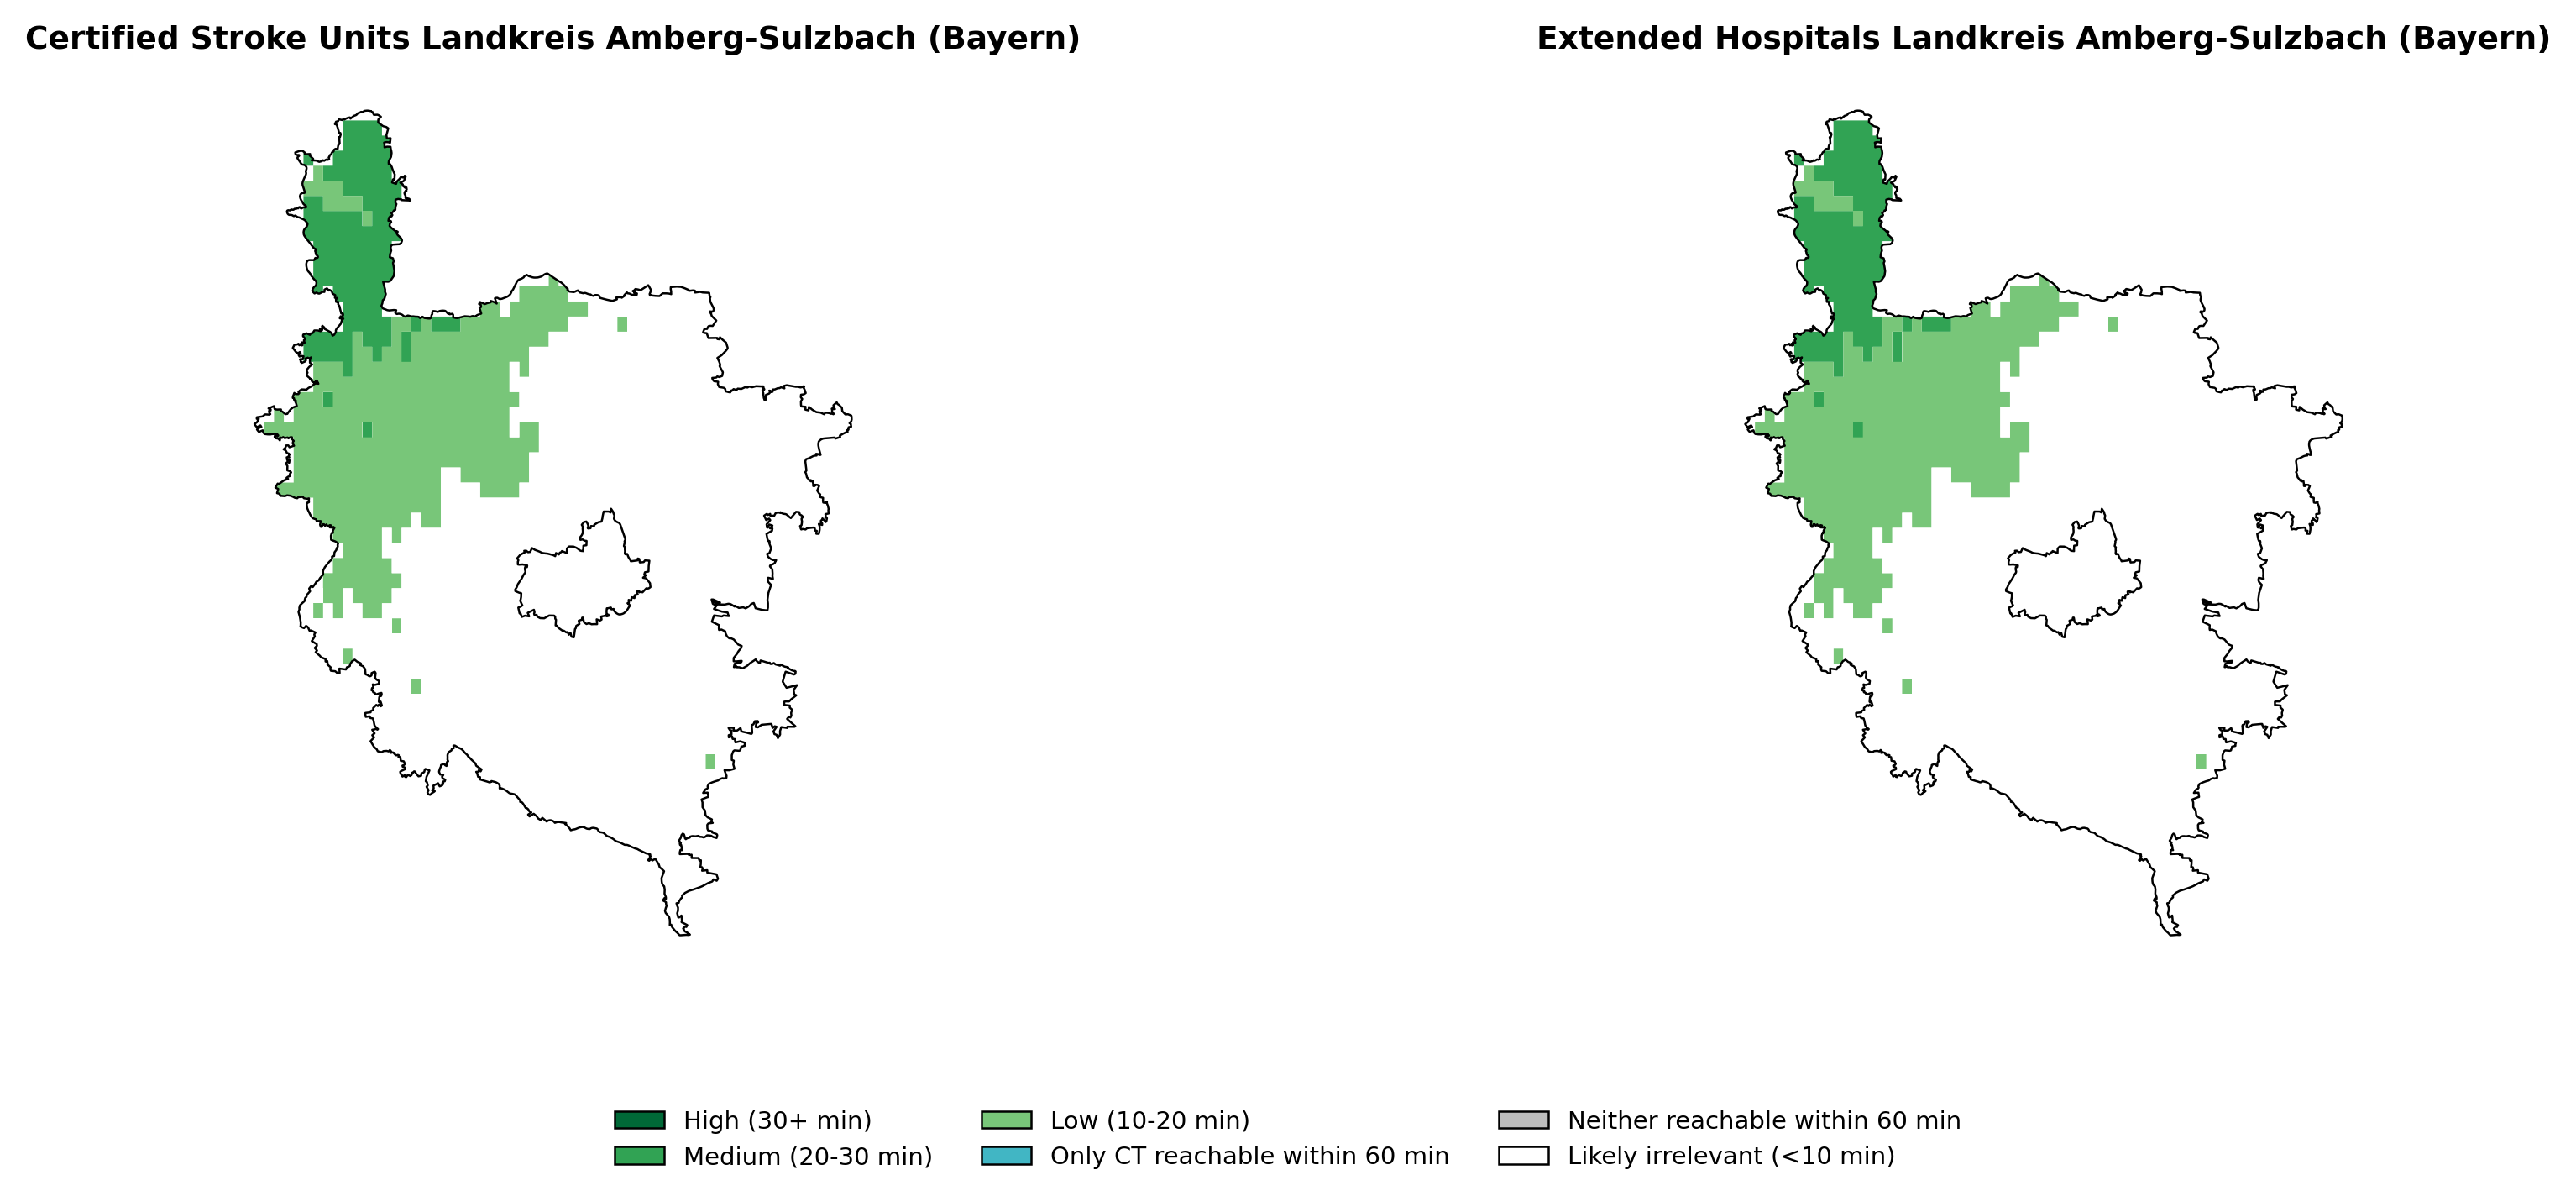 Certified Stroke Units Landkreis Amberg-Sulzbach (Bayern)
Extended Hospitals Landkreis Amberg-Sulzbach (Bayern)
High (30+ min)
Medium (20-30 min)
Low (10-20 min)
Only CT reachable within 60 min
Neither reachable within 60 min
Likely irrelevant (<10 min)